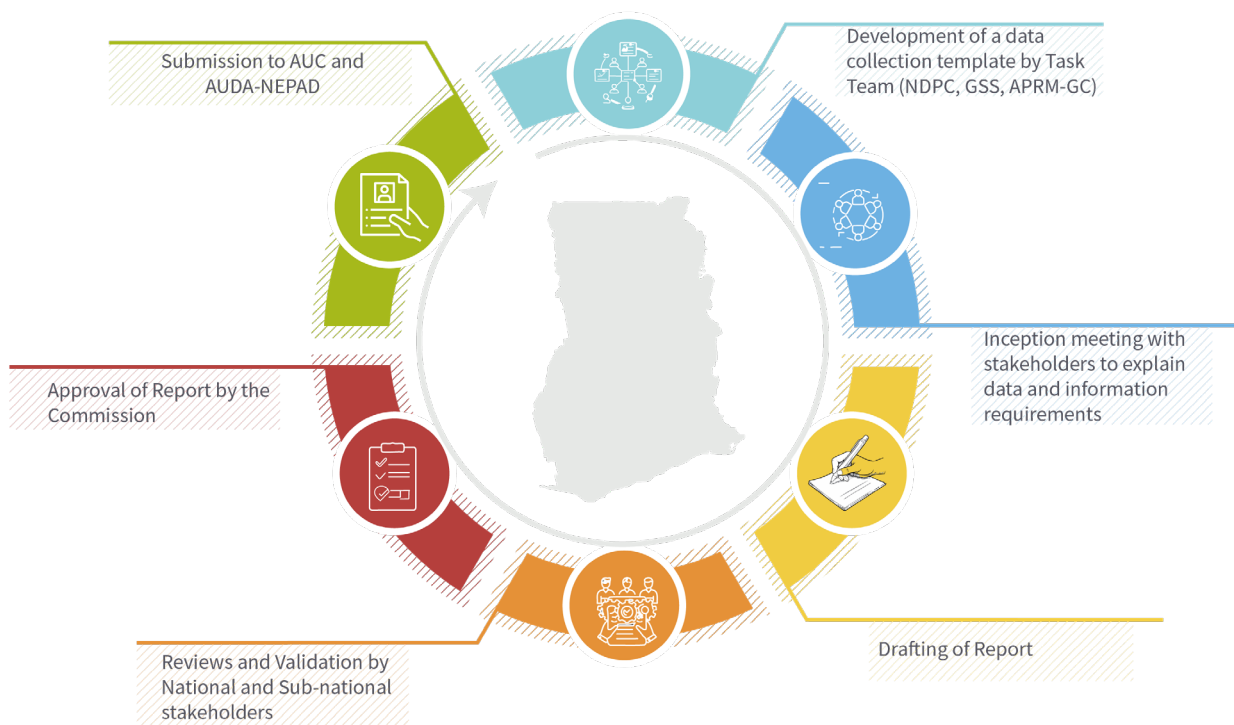 Development of a data
collection template by Task
Team (NDPC, GSS, APRM-GC)
Inception meeting with
stakeholders to explain
data and information
requirements
Drafting of Report
Reviews and Validation by
National and Sub-national
stakeholders
Approval of Report by the
Commission
Submission to AUC and
AUDA-NEPAD